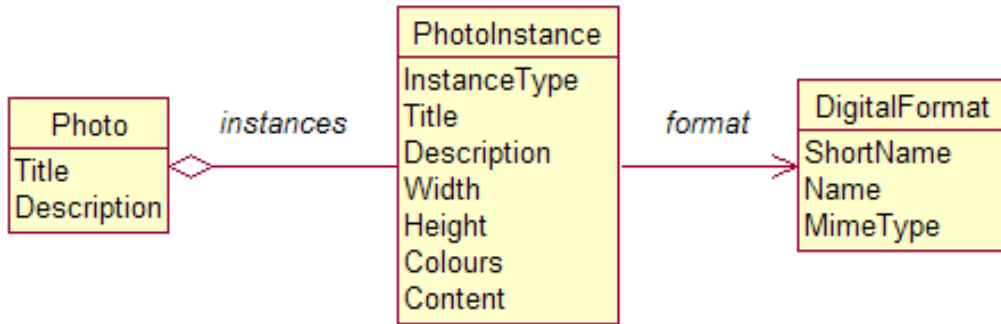 Photo
Title
Description
instances
PhotoInstance
InstanceType
Title
Description
Width
Height
Colours
Content
format
DigitalFormat
ShortName
Name
MimeType